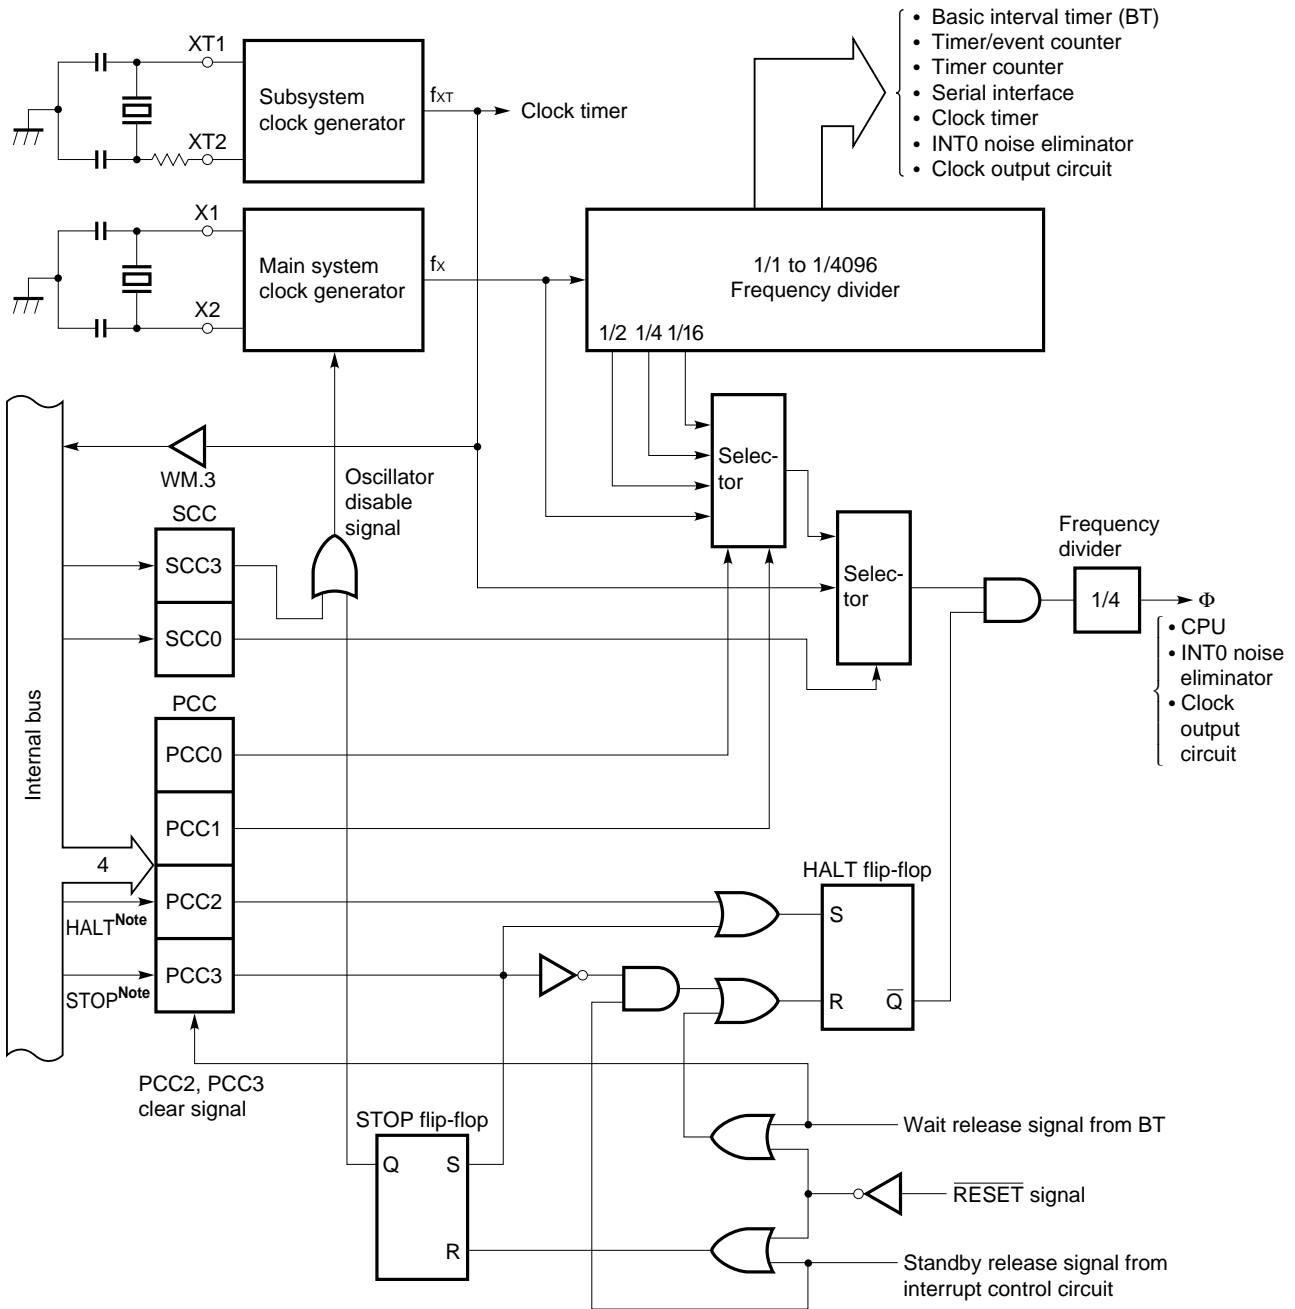 • Basic interval timer (BT)
• Timer/event counter
• Timer counter
• Serial interface
• Clock timer
• INT0 noise eliminator
• Clock output circuit
XT1
Subsystem
clock generator
fXT
Clock timer
XT2
X1
Main system
clock generator
fX
X2
1/1 to 1/4096
Frequency divider
1/2 1/4 1/16
WM.3
Oscillator
disable
signal
Selec-
tor
SCC
SCC3
SCC0
Selec-
tor
Frequency
divider
1/4
Φ
• CPU
• INT0 noise
eliminator
• Clock
output
circuit
Internal bus
PCC
PCC0
PCC1
4
PCC2
HALTNote
PCC3
STOPNote
HALT flip-flop
S
R Q̅
PCC2, PCC3
clear signal
STOP flip-flop
Q S
R
Wait release signal from BT
R̅E̅S̅E̅T̅ signal
Standby release signal from
interrupt control circuit